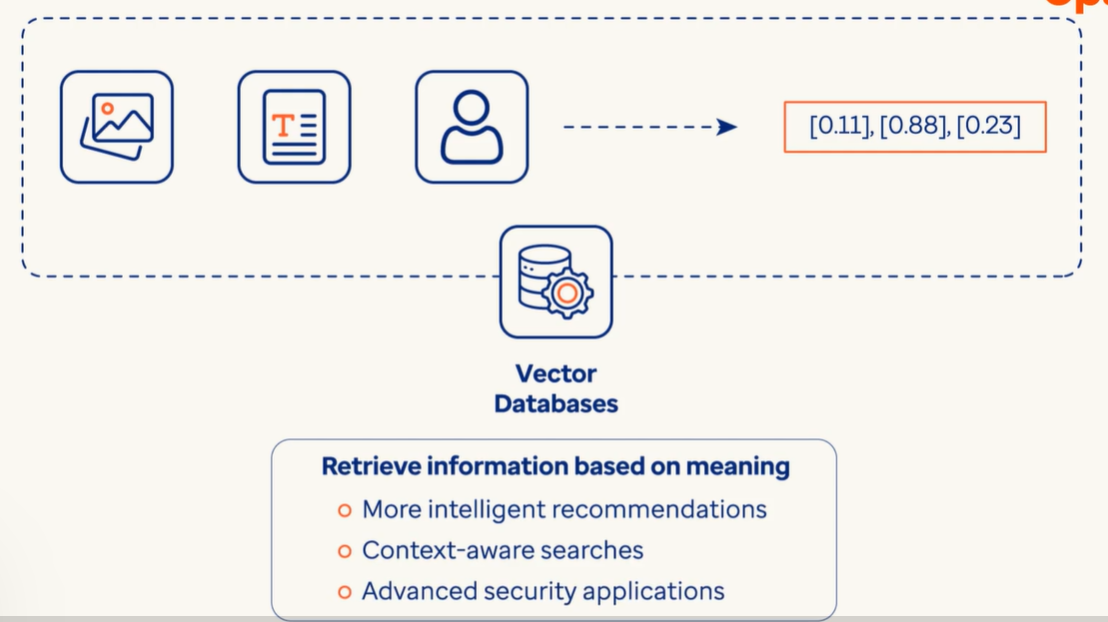 T
[0.11], [0.88], [0.23]
Vector
Databases
Retrieve information based on meaning
More intelligent recommendations
Context-aware searches
Advanced security applications